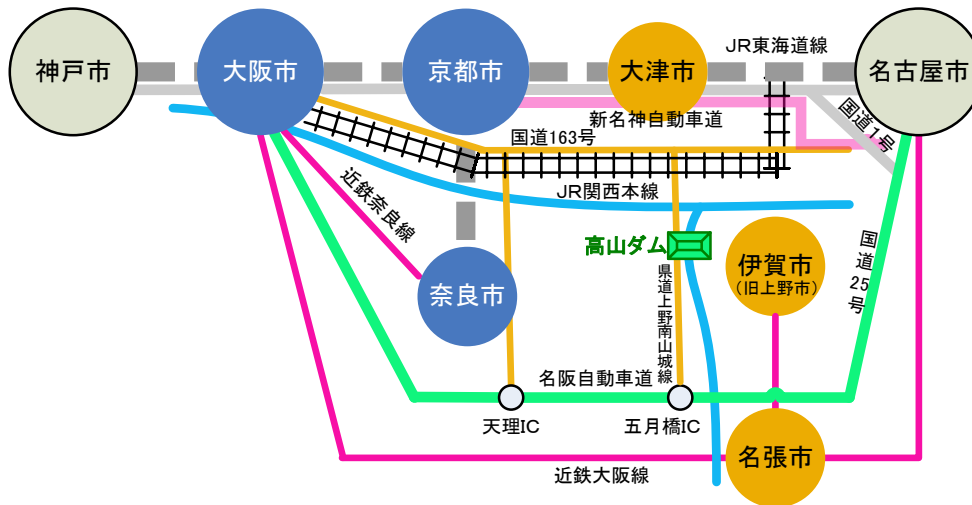 JR東海道線
神戸市
大阪市
京都市
大津市
名古屋市
新名神自動車道
国道1号
国道163号
JR関西本線
近鉄奈良線
高山ダム
伊賀市
(旧上野市)
国道25号
奈良市
県道上野南山城線
名阪自動車道
天理IC
五月橋IC
名張市
近鉄大阪線